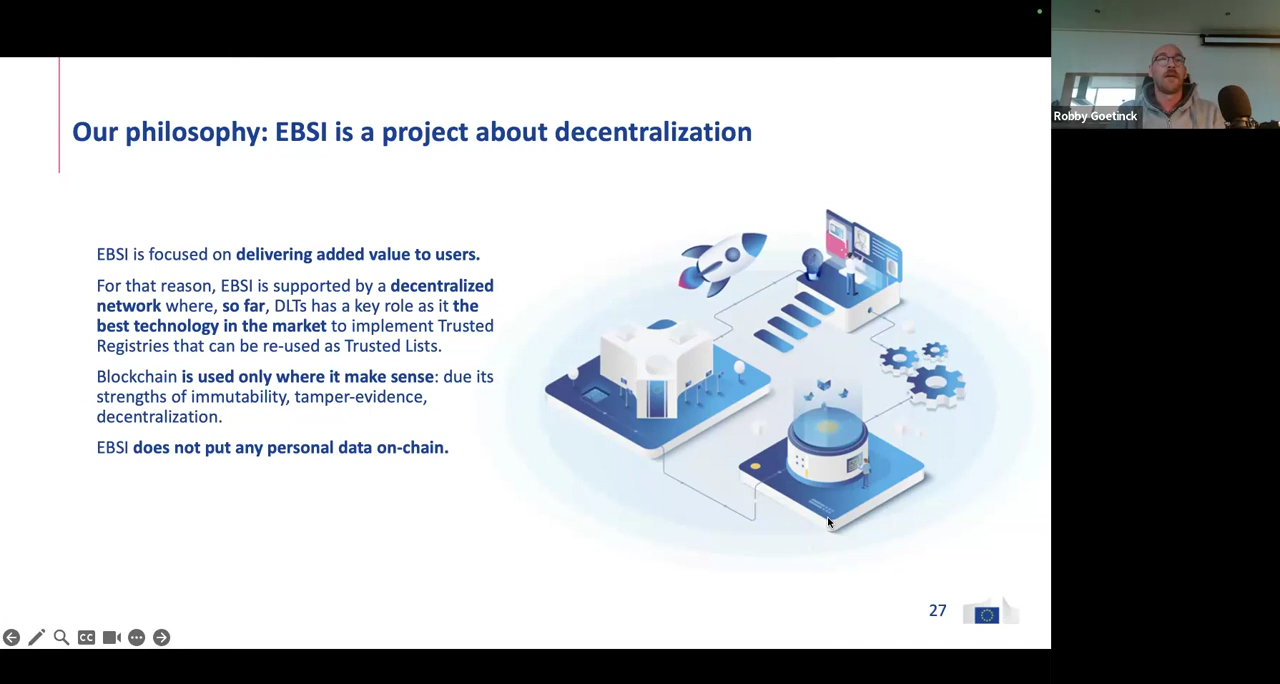 Our philosophy: EBSI is a project about decentralization
EBSI is focused on delivering added value to users.
For that reason, EBSI is supported by a decentralized
network where, so far, DLTs has a key role as it the
best technology in the market to implement Trusted
Registries that can be re-used as Trusted Lists.
Blockchain is used only where it make sense: due its
strengths of immutability, tamper-evidence,
decentralization.
EBSI does not put any personal data on-chain.
27
CC
Robby Goetinck